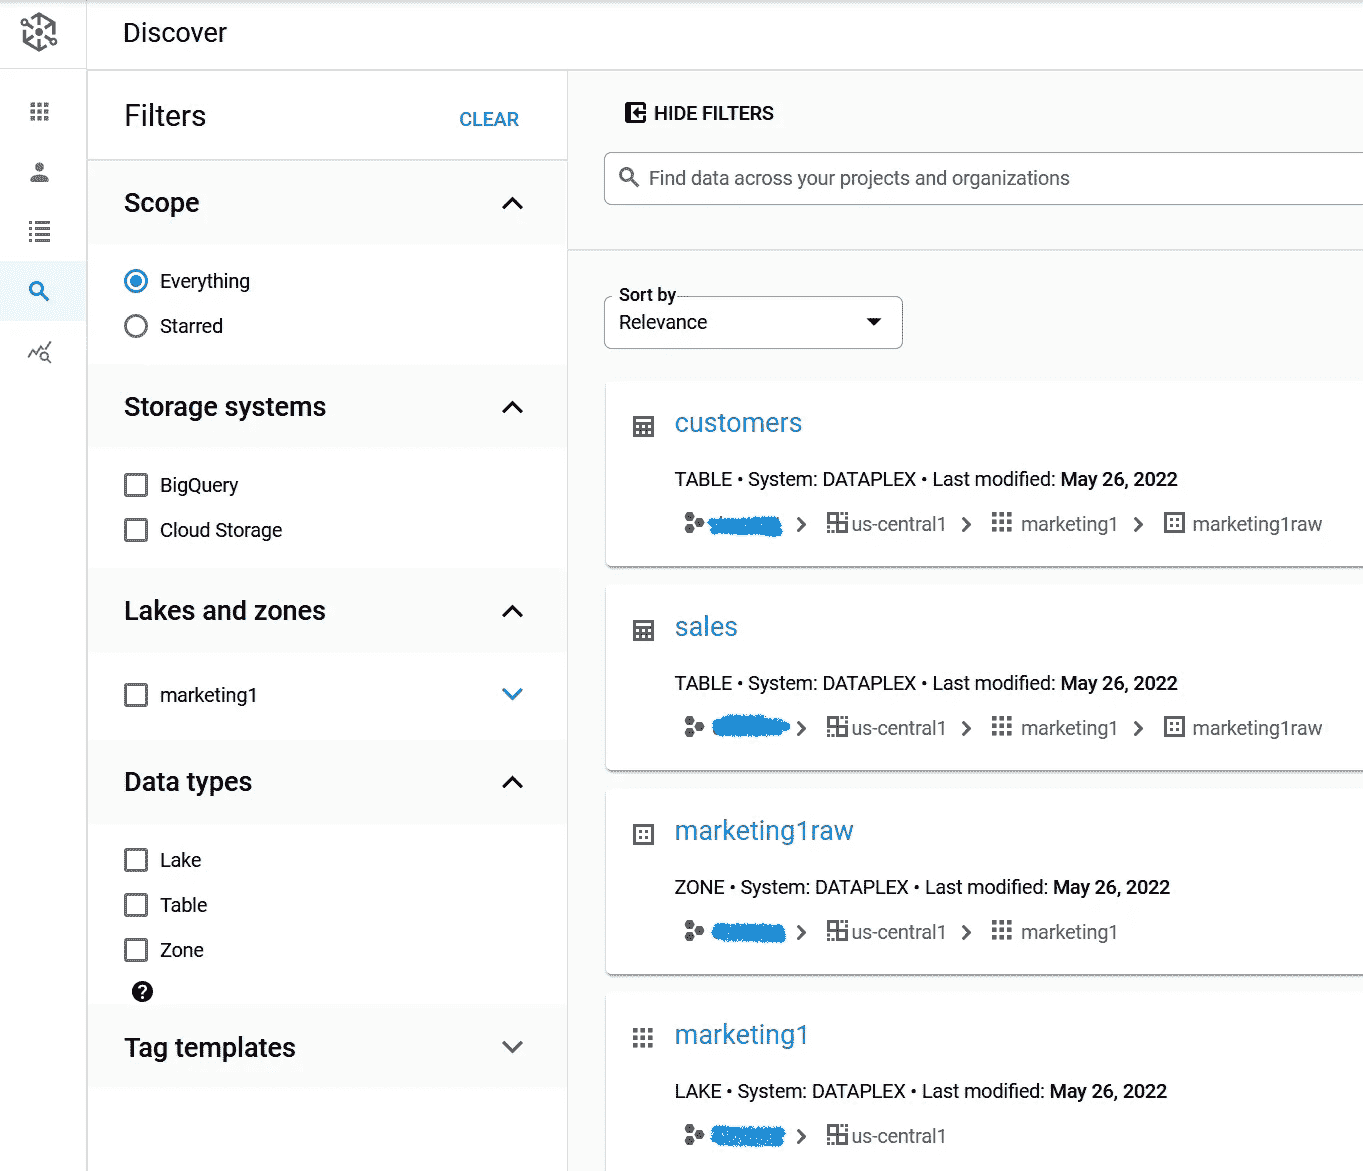 Discover
Filters
CLEAR
Scope
Everything
Starred
Storage systems
BigQuery
Cloud Storage
Lakes and zones
marketing1
Data types
Lake
Table
Zone
?
Tag templates
HIDE FILTERS
Find data across your projects and organizations
Sort by
Relevance
customers
TABLE • System: DATAPLEX • Last modified: May 26, 2022
us-central1 > marketing1 > marketing1raw
sales
TABLE • System: DATAPLEX • Last modified: May 26, 2022
us-central1 > marketing1 > marketing1raw
marketing1raw
ZONE • System: DATAPLEX • Last modified: May 26, 2022
us-central1 > marketing1
marketing1
LAKE • System: DATAPLEX • Last modified: May 26, 2022
us-central1